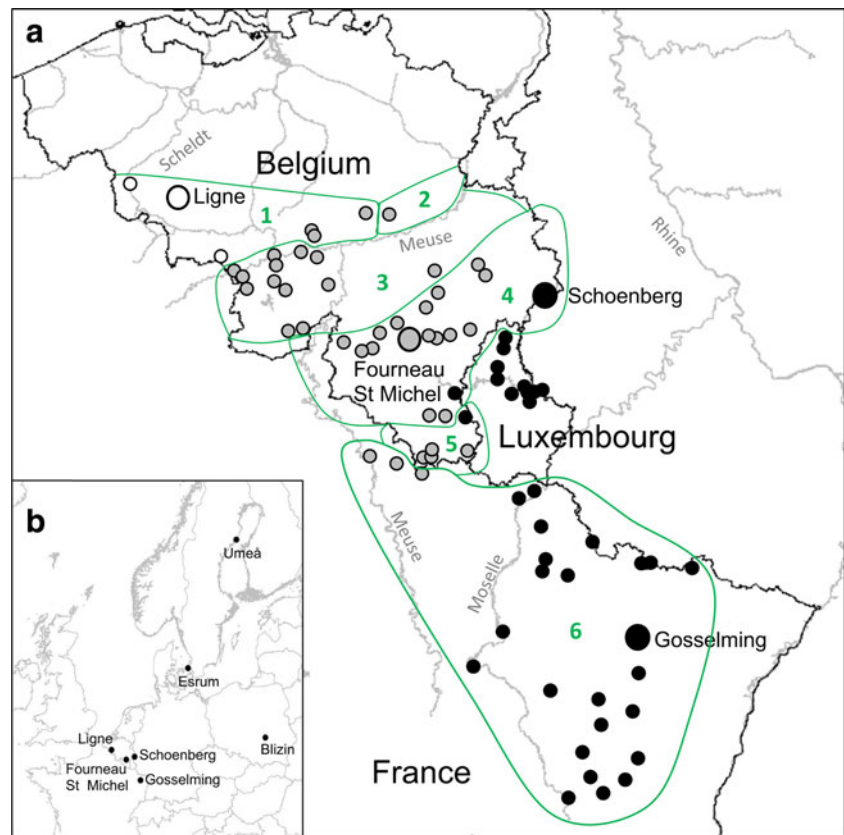 a
Scheldt
Belgium
Ligne
1
2
Meuse
Rhine
3
4
Schoenberg
Fourneau
St Michel
5
Luxembourg
b
Umeå
Esrum
Ligne
Schoenberg
Blizin
Fourneau
St Michel
Gosselming
Meuse
Moselle
6
Gosselming
France